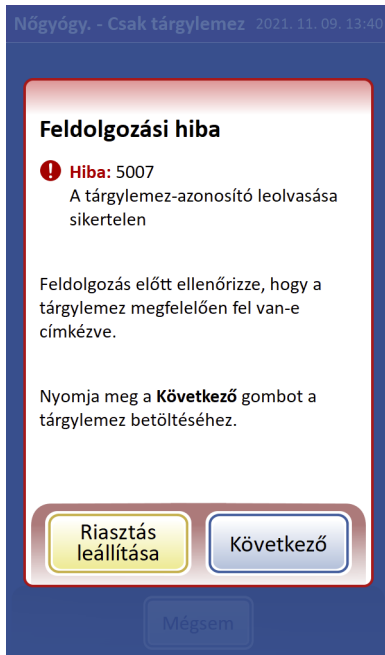 Nőgyógy. - Csak tárgylemez 2021. 11. 09. 13:40
Feldolgozási hiba
Hiba: 5007
A tárgylemez-azonosító leolvasása
sikertelen
Feldolgozás előtt ellenőrizze, hogy a
tárgylemez megfelelően fel van-e
címkézve.
Nyomja meg a Következő gombot a
tárgylemez betöltéséhez.
Riasztás
leállítása
Következő
Mégsem